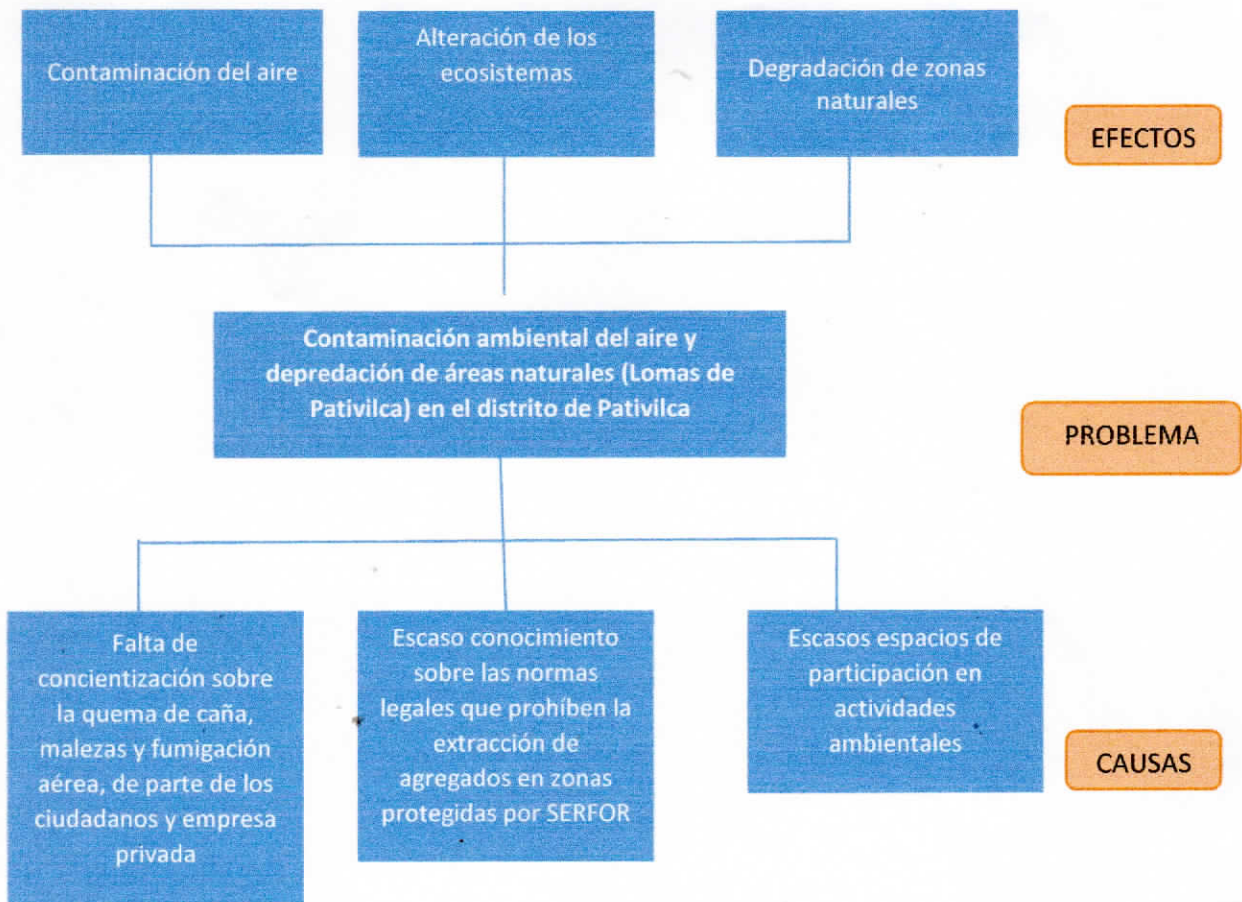 Contaminación del aire
Alteración de los
ecosistemas
Degradación de zonas
naturales
EFECTOS
Contaminación ambiental del aire y
depredación de áreas naturales (Lomas de
Pativilca) en el distrito de Pativilca
PROBLEMA
Falta de
concientización sobre
la quema de caña,
malezas y fumigación
aérea, de parte de los
ciudadanos y empresa
privada
Escaso conocimiento
sobre las normas
legales que prohíben la
extracción de
agregados en zonas
protegidas por SERFOR
Escasos espacios de
participación en
actividades
ambientales
CAUSAS